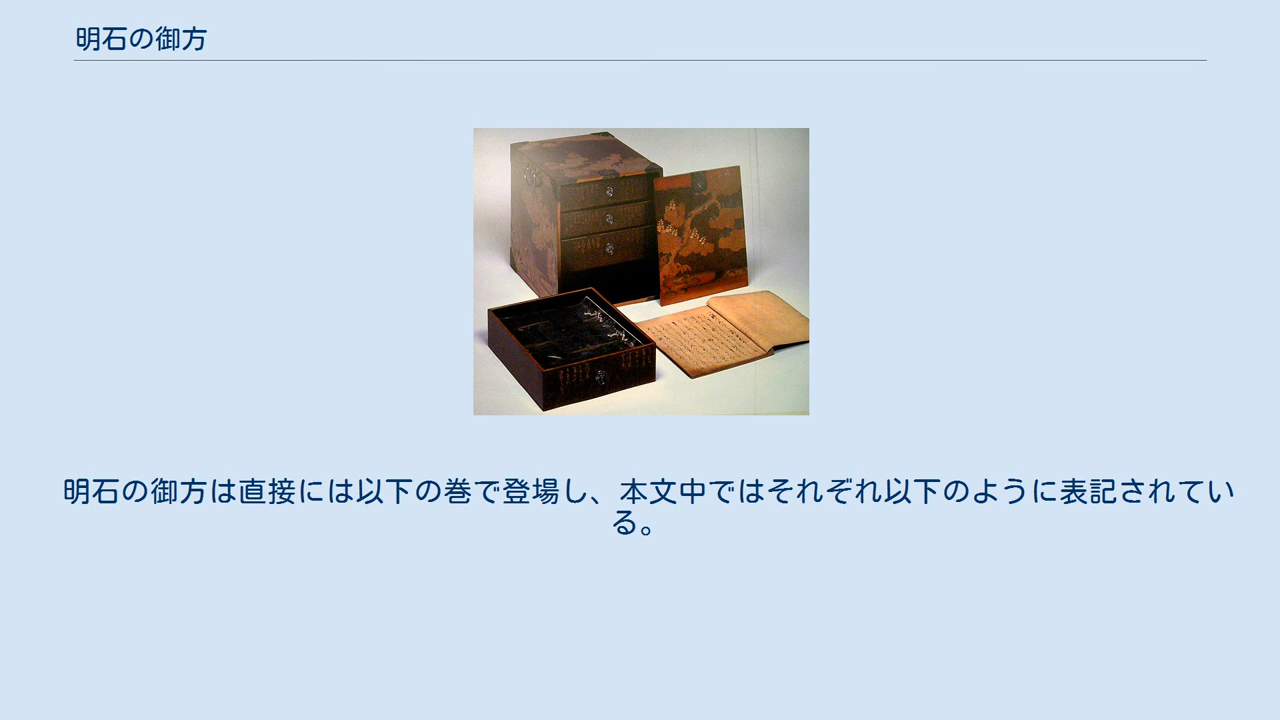 明石の御方
明石の御方は直接には以下の巻で登場し、本文中ではそれぞれ以下のように表記されてい
る。